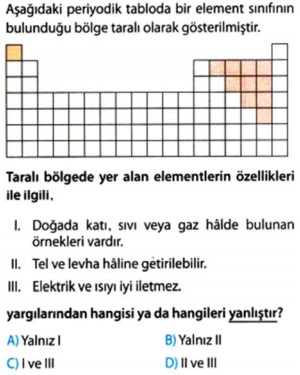 Aşağıdaki periyodik tabloda bir element sınıfının
bulunduğu bölge taralı olarak gösterilmiştir.
Taralı bölgede yer alan elementlerin özellikleri
ile ilgili,
I. Doğada katı, sıvı veya gaz hâlde bulunan
örnekleri vardır.
II. Tel ve levha hâline getirilebilir.
III. Elektrik ve ısıyı iyi iletmez.
yargılarından hangisi ya da hangileri yanlıştır?
A) Yalnız I B) Yalnız II
C) I ve III D) II ve III